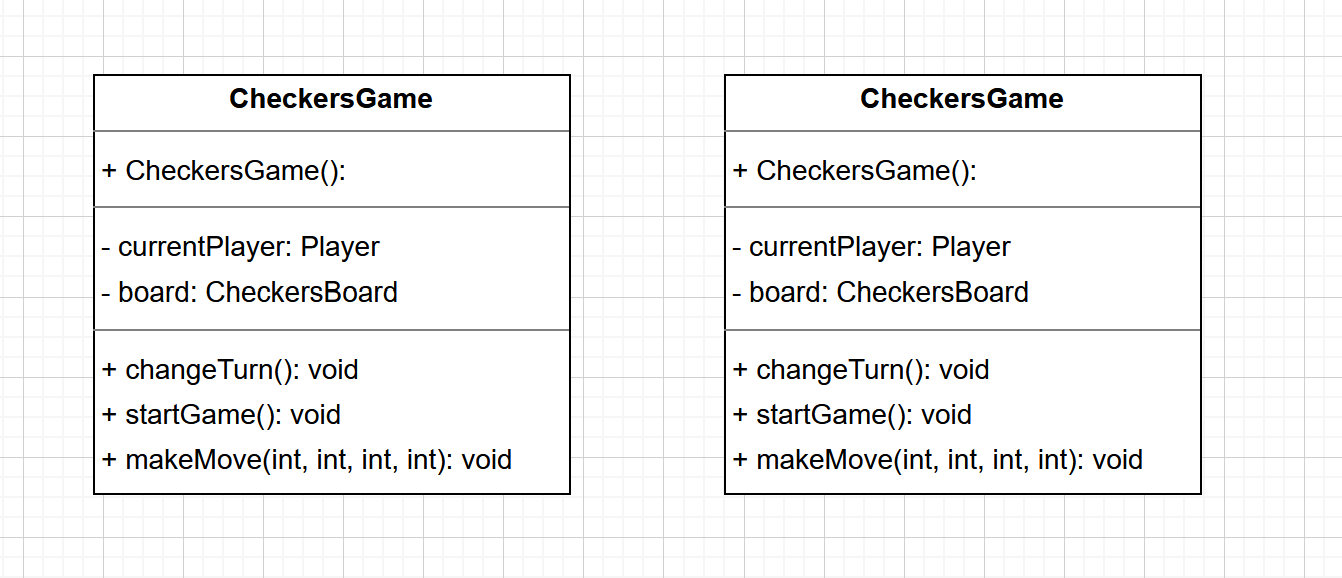 CheckersGame
+ CheckersGame():
- currentPlayer: Player
- board: CheckersBoard
+ changeTurn(): void
+ startGame(): void
+ makeMove(int, int, int, int): void
CheckersGame
+ CheckersGame():
- currentPlayer: Player
- board: CheckersBoard
+ changeTurn(): void
+ startGame(): void
+ makeMove(int, int, int, int): void